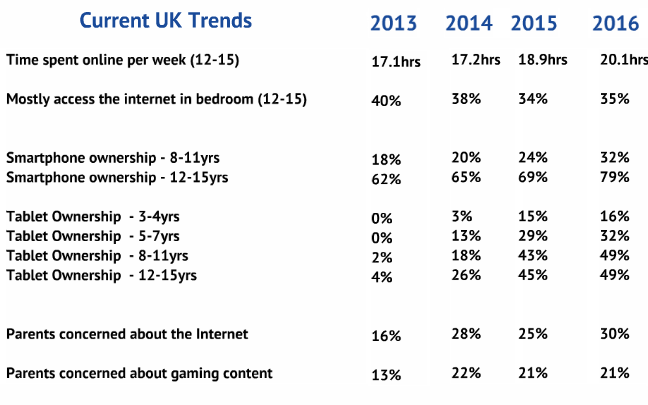 Current UK Trends 2013 2014 2015 2016
Time spent online per week (12-15) 17.1hrs 17.2hrs 18.9hrs 20.1hrs
Mostly access the internet in bedroom (12-15) 40% 38% 34% 35%
Smartphone ownership - 8-11yrs 18% 20% 24% 32%
Smartphone ownership - 12-15yrs 62% 65% 69% 79%
Tablet Ownership - 3-4yrs 0% 3% 15% 16%
Tablet Ownership - 5-7yrs 0% 13% 29% 32%
Tablet Ownership - 8-11yrs 2% 18% 43% 49%
Tablet Ownership - 12-15yrs 4% 26% 45% 49%
Parents concerned about the Internet 16% 28% 25% 30%
Parents concerned about gaming content 13% 22% 21% 21%